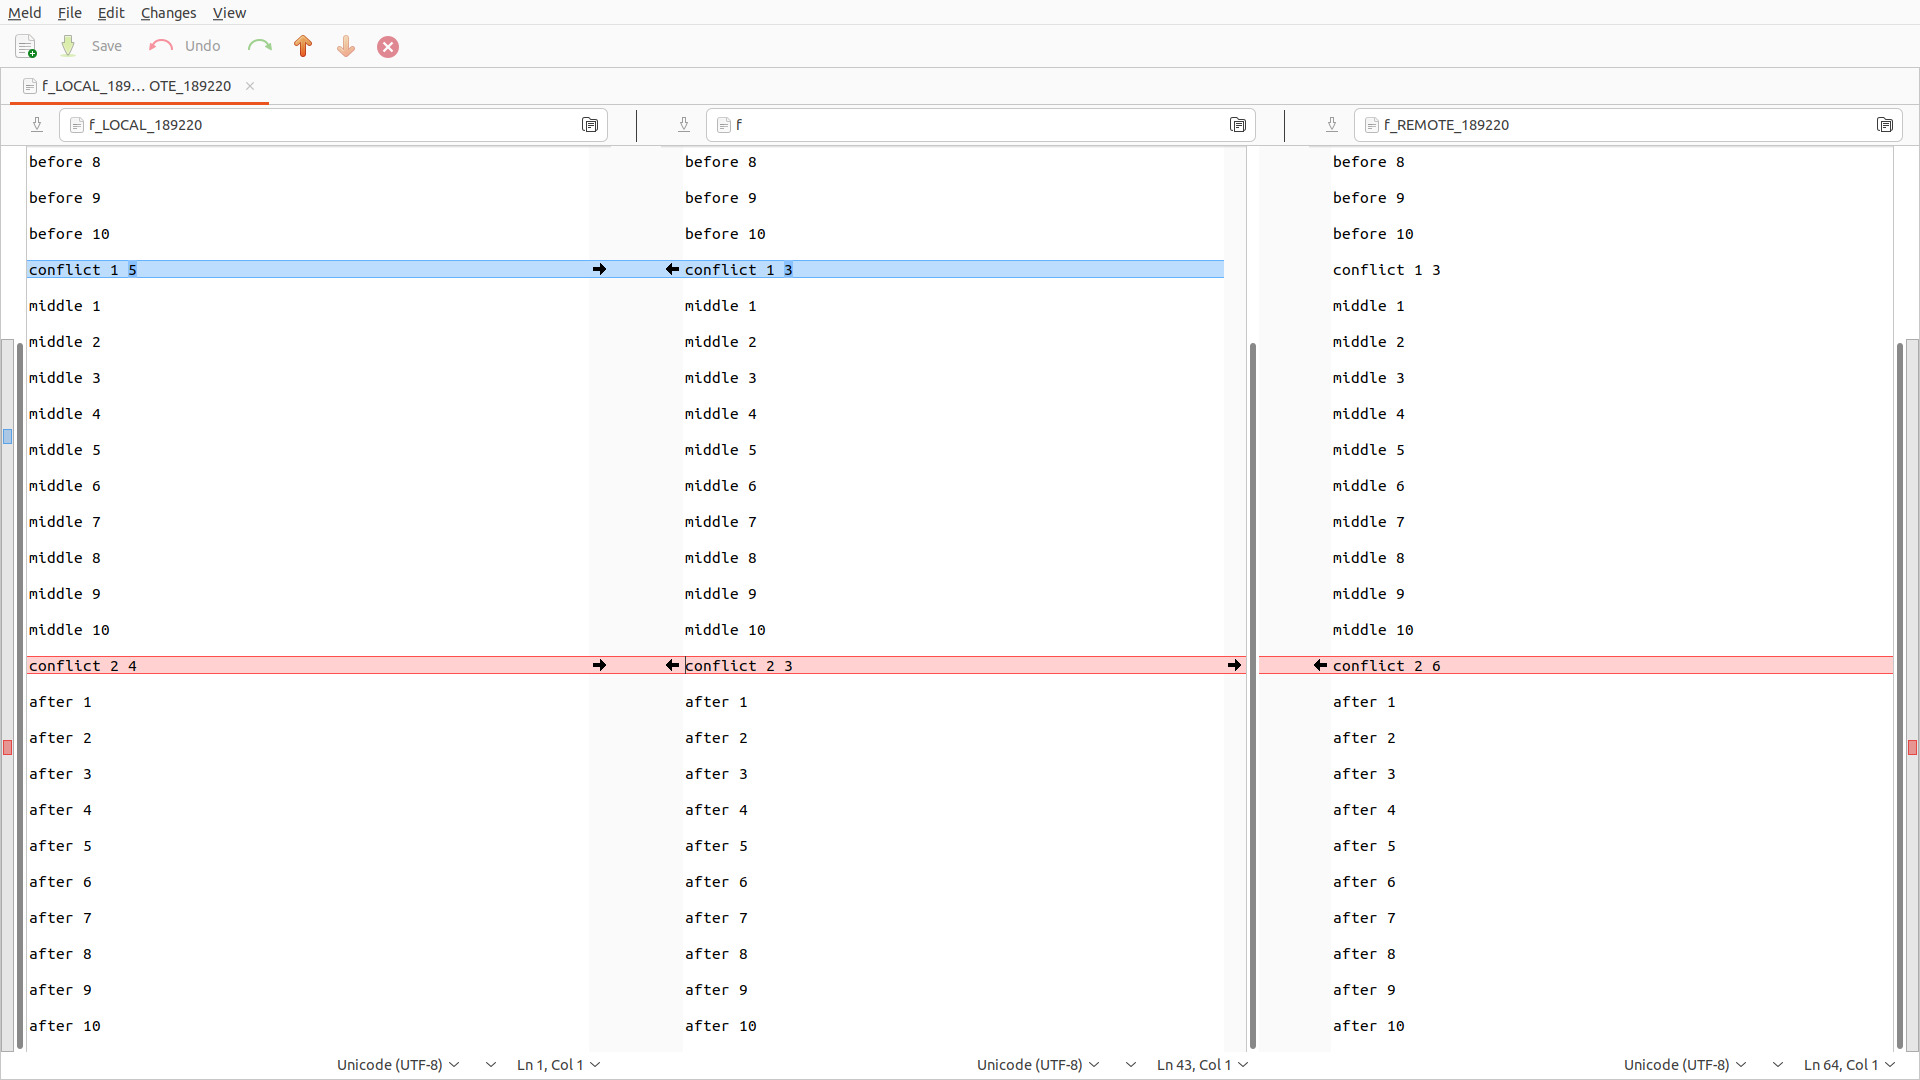 Meld File Edit Changes View
Save Undo
f_LOCAL_189... OTE_189220
f_LOCAL_189220
f
f_REMOTE_189220
before 8
before 9
before 10
conflict 1 5
middle 1
middle 2
middle 3
middle 4
middle 5
middle 6
middle 7
middle 8
middle 9
middle 10
conflict 2 4
after 1
after 2
after 3
after 4
after 5
after 6
after 7
after 8
after 9
after 10
before 8
before 9
before 10
conflict 1 3
middle 1
middle 2
middle 3
middle 4
middle 5
middle 6
middle 7
middle 8
middle 9
middle 10
conflict 2 3
after 1
after 2
after 3
after 4
after 5
after 6
after 7
after 8
after 9
after 10
before 8
before 9
before 10
conflict 1 3
middle 1
middle 2
middle 3
middle 4
middle 5
middle 6
middle 7
middle 8
middle 9
middle 10
conflict 2 6
after 1
after 2
after 3
after 4
after 5
after 6
after 7
after 8
after 9
after 10
Unicode (UTF-8) Ln 1, Col 1
Unicode (UTF-8) Ln 43, Col 1
Unicode (UTF-8) Ln 64, Col 1